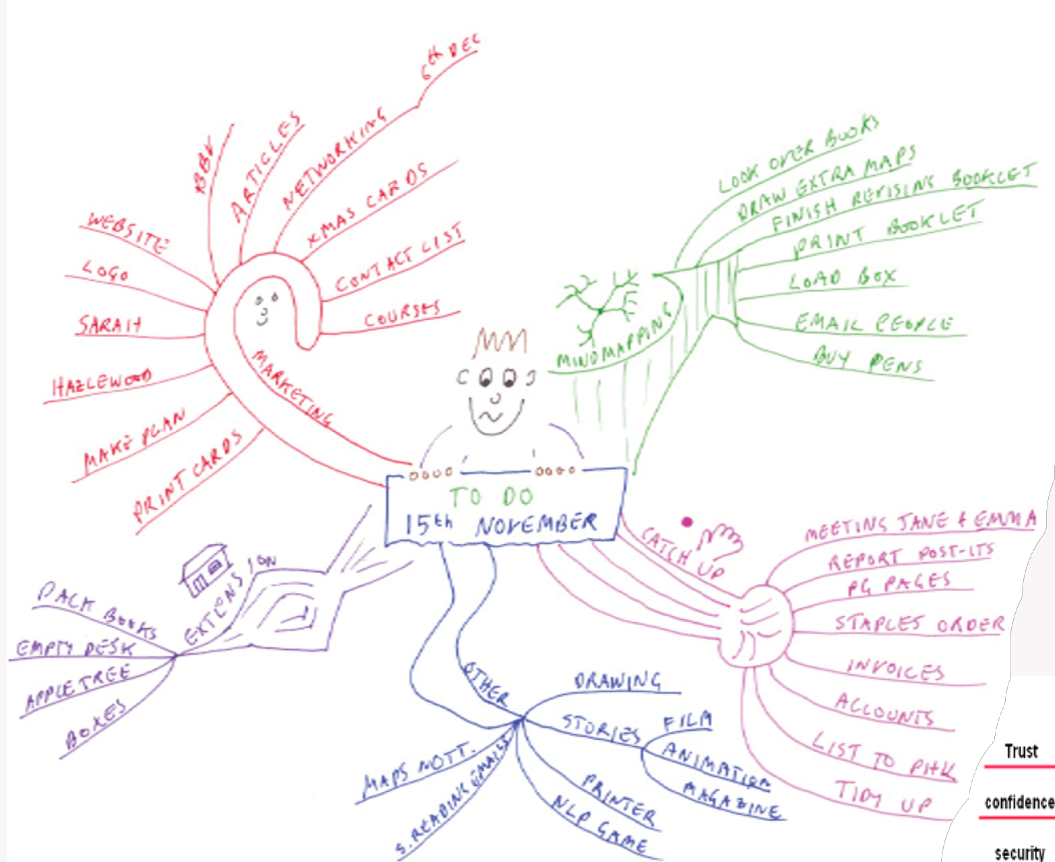 TO DO
15th NOVEMBER
MARKETING
WEBSITE
LOGO
SARAH
HAZLEWOOD
MAKE PLAN
PRINT CARDS
ARTICLES
NETWORKING
6th DEC
XMAS CARDS
CONTACT LIST
COURSES
MINDMAPPING
LOOK OVER BOOKS
DRAW EXTRA MAPS
FINISH REVISING BOOKLET
PRINT BOOKLET
LOAD BOX
EMAIL PEOPLE
BUY PENS
CATCH UP
MEETING JANE & EMMA
REPORT POST-ITS
PG PAGES
STAPLES ORDER
INVOICES
ACCOUNTS
LIST TO PHK
TIDY UP
OTHER
DRAWING
STORIES
FILM
ANIMATION
MAGAZINE
PRINTER
NLP GAME
S. READING EMAILS
MAPS NOTT.
EXTENSION
PACK BOOKS
EMPTY DESK
APPLE TREE
BOXES
Trust
confidence
security